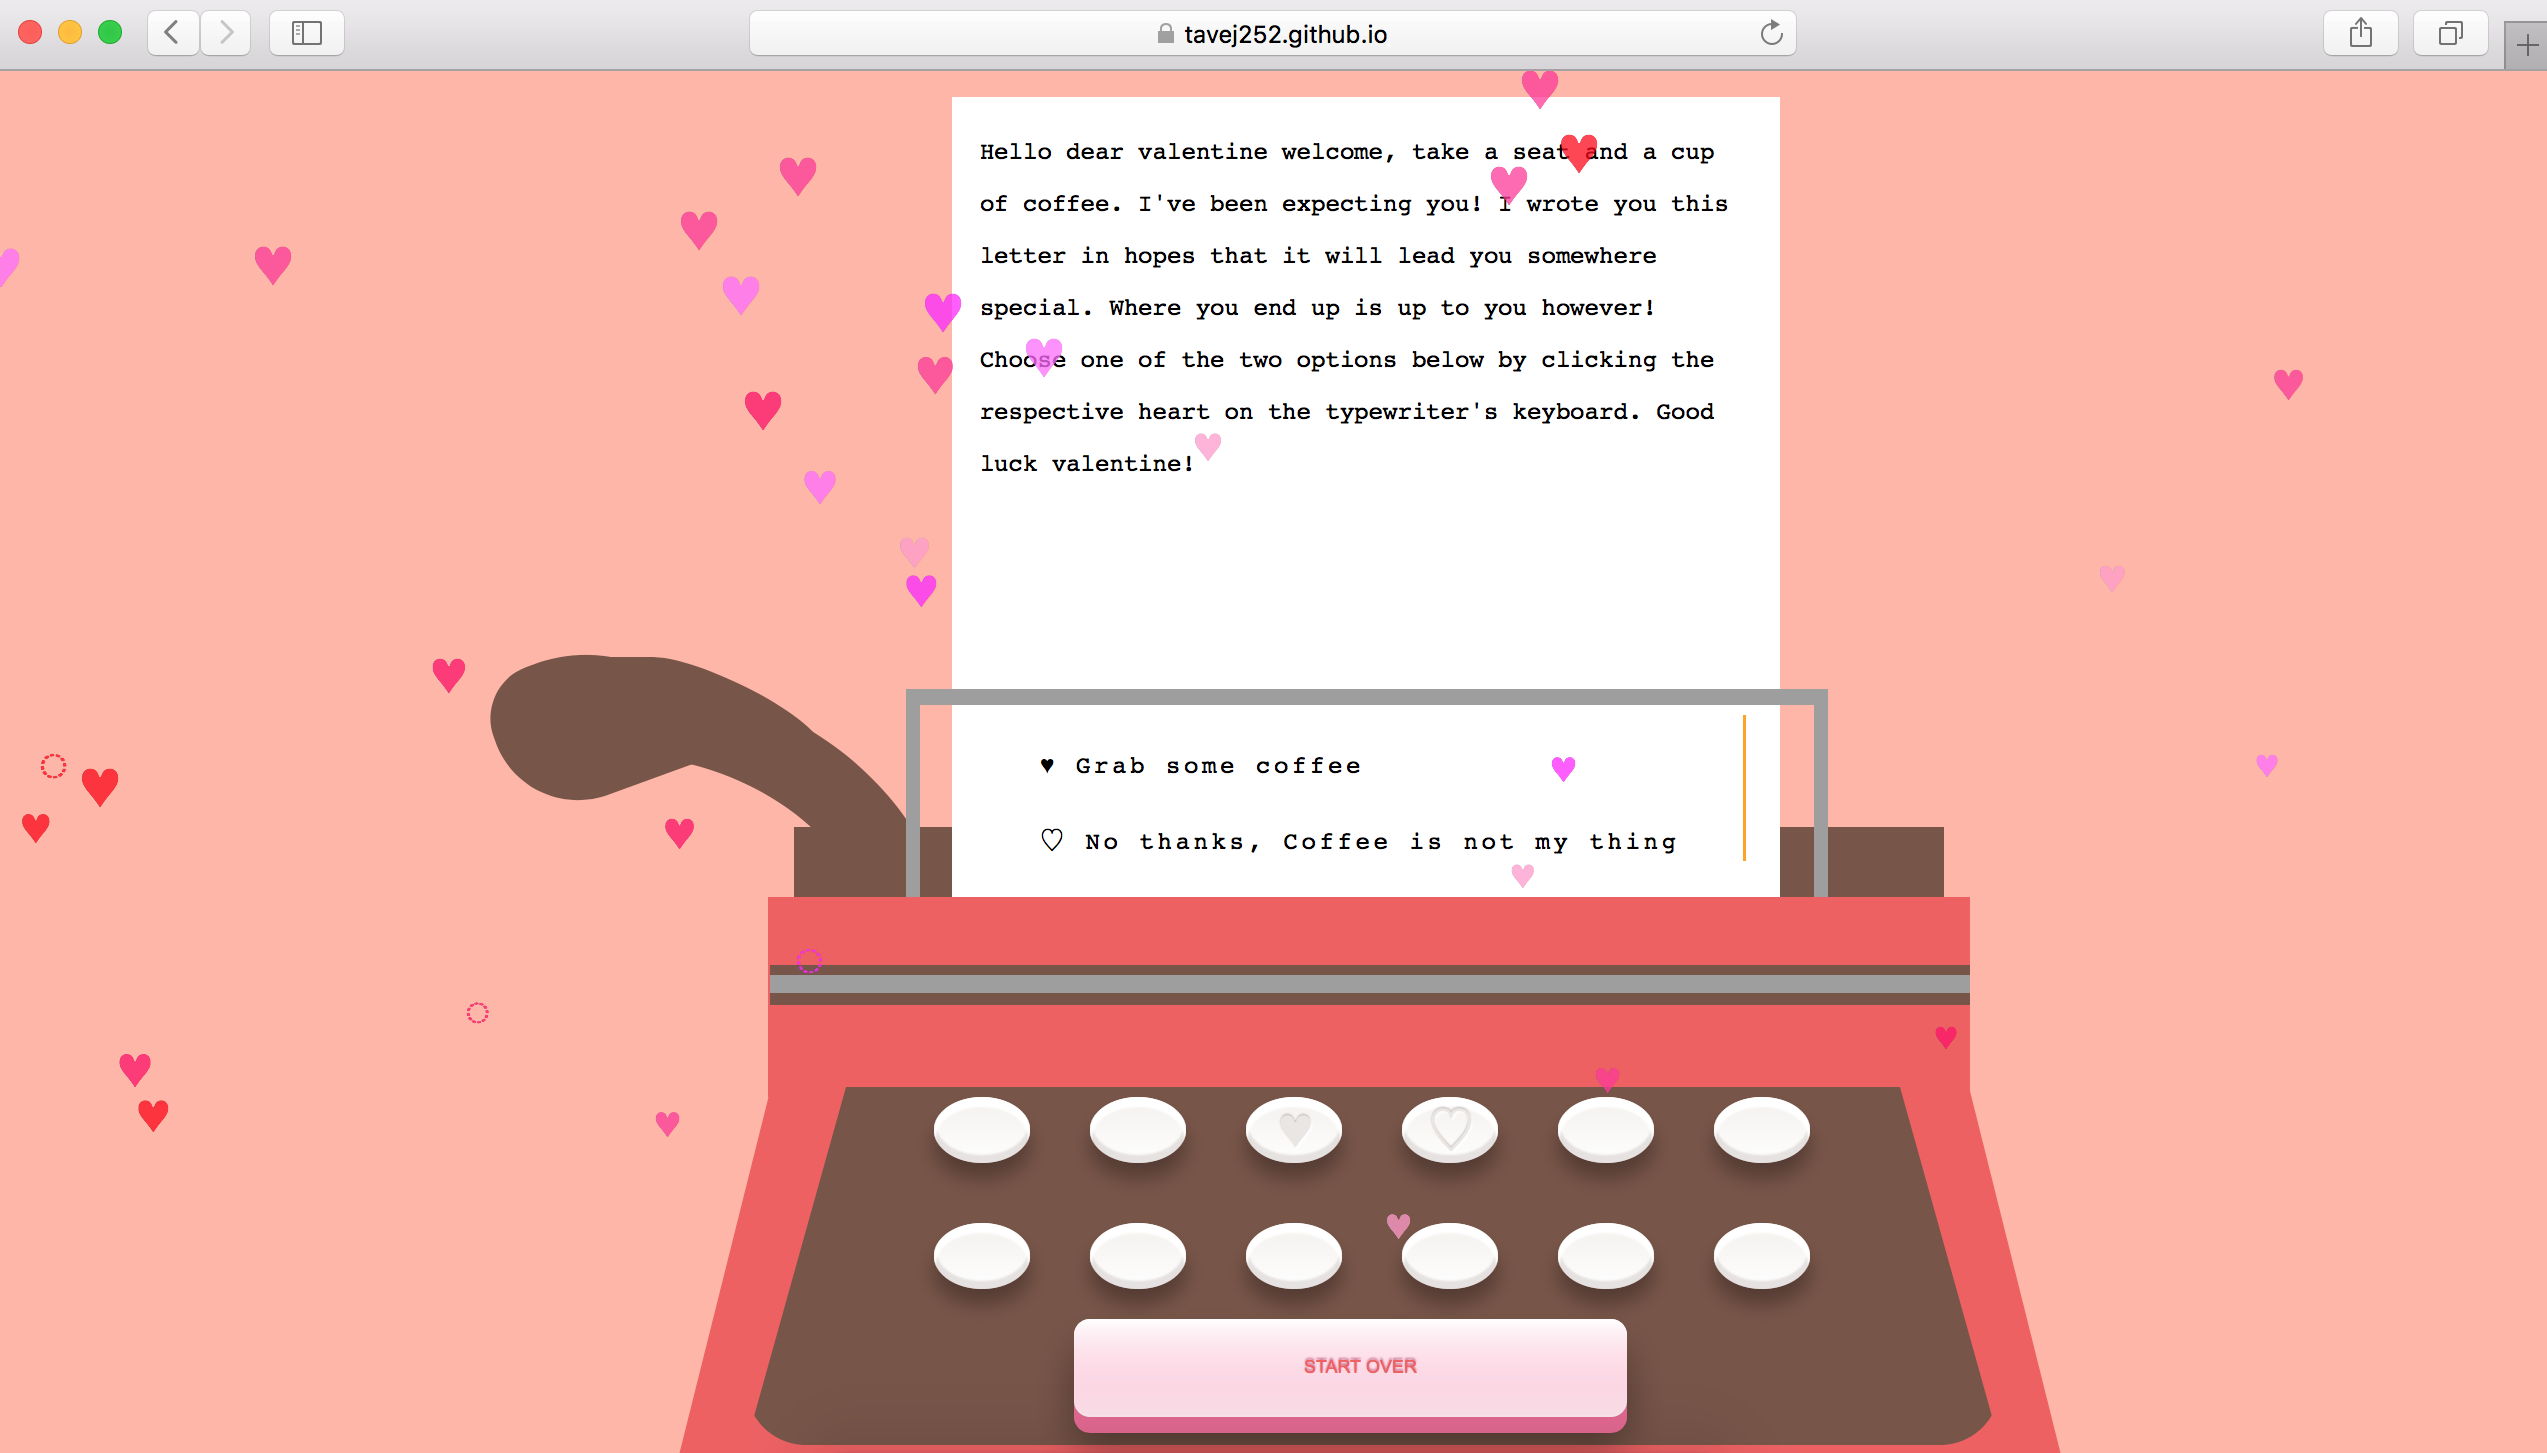 tavej252.github.io
Hello dear valentine welcome, take a seat and a cup
of coffee. I've been expecting you! I wrote you this
letter in hopes that it will lead you somewhere
special. Where you end up is up to you however!
Choose one of the two options below by clicking the
respective heart on the typewriter's keyboard. Good
luck valentine!
♥ Grab some coffee
♡ No thanks, Coffee is not my thing
START OVER